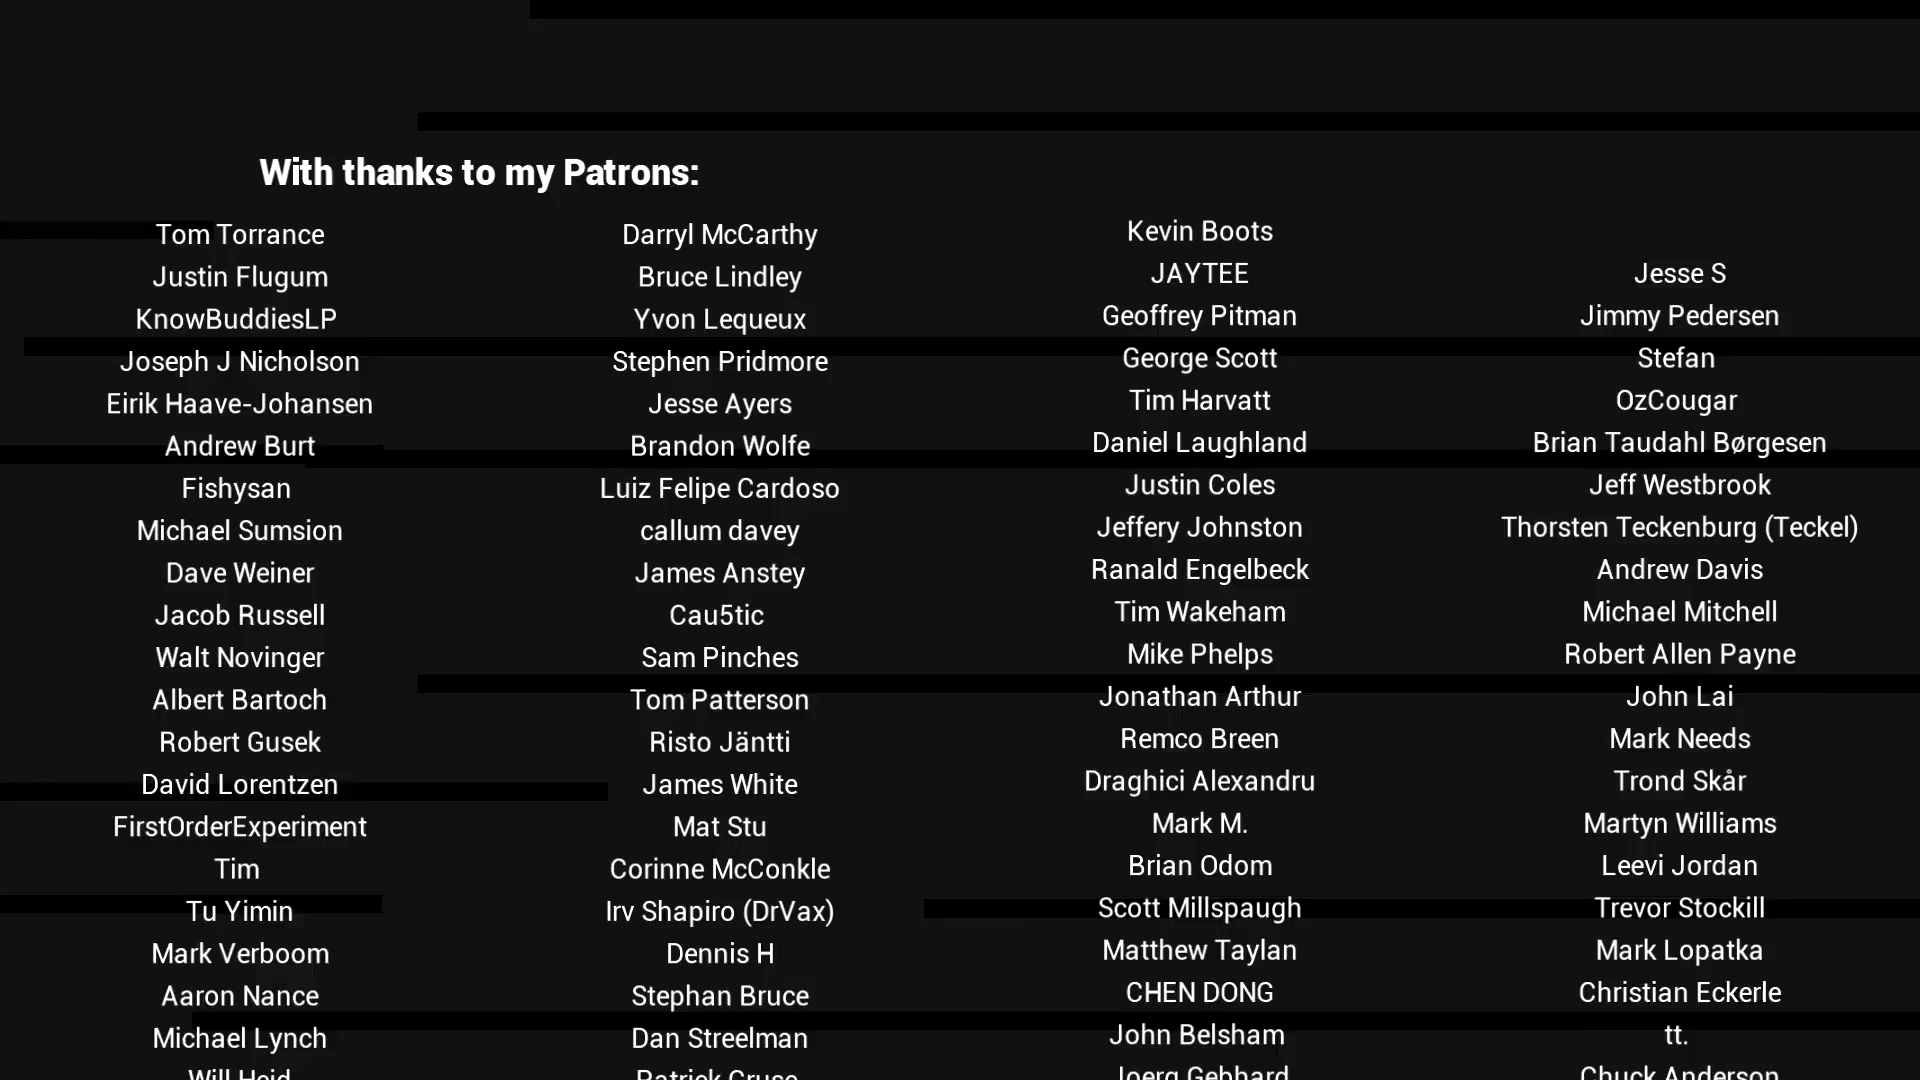 With thanks to my Patrons:
Tom Torrance
Justin Flugum
KnowBuddiesLP
Joseph J Nicholson
Eirik Haave-Johansen
Andrew Burt
Fishysan
Michael Sumsion
Dave Weiner
Jacob Russell
Walt Novinger
Albert Bartoch
Robert Gusek
David Lorentzen
FirstOrderExperiment
Tim
Tu Yimin
Mark Verboom
Aaron Nance
Michael Lynch
Will
Darryl McCarthy
Bruce Lindley
Yvon Lequeux
Stephen Pridmore
Jesse Ayers
Brandon Wolfe
Luiz Felipe Cardoso
callum davey
James Anstey
Cau5tic
Sam Pinches
Tom Patterson
Risto Jäntti
James White
Mat Stu
Corinne McConkle
Irv Shapiro (DrVax)
Dennis H
Stephan Bruce
Dan Streelman
Patrick
Kevin Boots
JAYTEE
Geoffrey Pitman
George Scott
Tim Harvatt
Daniel Laughland
Justin Coles
Jeffery Johnston
Ranald Engelbeck
Tim Wakeham
Mike Phelps
Jonathan Arthur
Remco Breen
Draghici Alexandru
Mark M.
Brian Odom
Scott Millspaugh
Matthew Taylan
CHEN DONG
John Belsham
Joerg Gebhard
Jesse S
Jimmy Pedersen
Stefan
OzCougar
Brian Taudahl Børgesen
Jeff Westbrook
Thorsten Teckenburg (Teckel)
Andrew Davis
Michael Mitchell
Robert Allen Payne
John Lai
Mark Needs
Trond Skår
Martyn Williams
Leevi Jordan
Trevor Stockill
Mark Lopatka
Christian Eckerle
tt.
Chuck Anderson